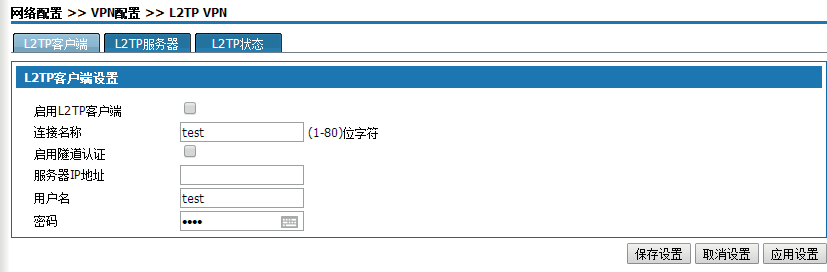 网络配置 >> VPN配置 >> L2TP VPN
L2TP客户端 L2TP服务器 L2TP状态
L2TP客户端设置
启用L2TP客户端
连接名称 test (1-80)位字符
启用隧道认证
服务器IP地址
用户名 test
密码 ••••
保存设置 取消设置 应用设置